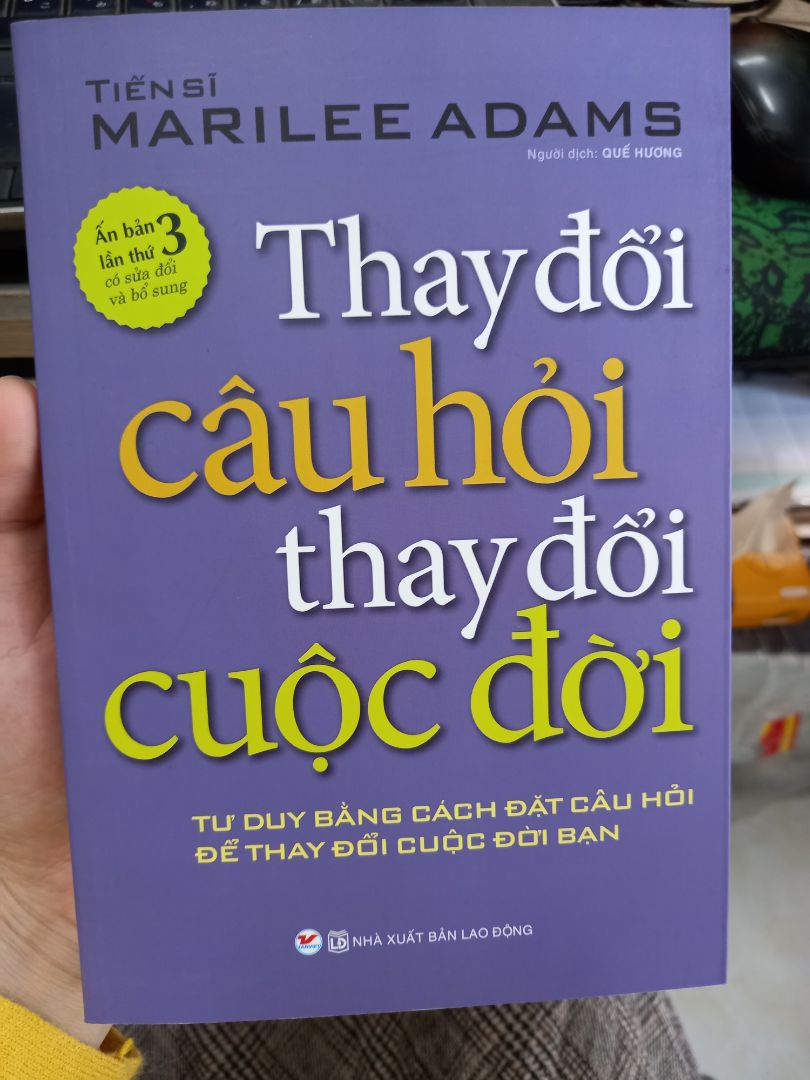 TIẾN SĨ
MARILEE ADAMS
Người dịch: QUẾ HƯƠNG
Ấn bản
lần thứ 3
có sửa đổi
và bổ sung
Thay đổi
câu hỏi
thay đổi
cuộc đời
TƯ DUY BẰNG CÁCH ĐẶT CÂU HỎI
ĐỂ THAY ĐỔI CUỘC ĐỜI BẠN
LĐ NHÀ XUẤT BẢN LAO ĐỘNG